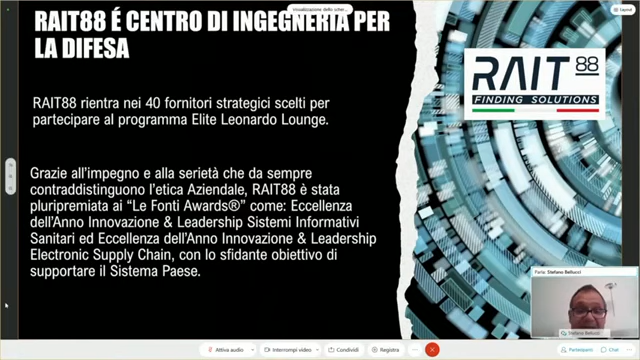 Visualizzazione dello scher...
Layout
RAIT88 É CENTRO DI INGEGNERIA PER
LA DIFESA
RAIT 88
FINDING SOLUTIONS
RAIT88 rientra nei 40 fornitori strategici scelti per
partecipare al programma Elite Leonardo Lounge.
Grazie all'impegno e alla serietà che da sempre
contraddistinguono l'etica Aziendale, RAIT88 è stata
pluripremiata ai “Le Fonti Awards®” come: Eccellenza
dell'Anno Innovazione & Leadership Sistemi Informativi
Sanitari ed Eccellenza dell'Anno Innovazione & Leadership
Electronic Supply Chain, con lo sfidante obiettivo di
supportare il Sistema Paese.
Parla: Stefano Bellucci
Stefano Bellucci
Attiva audio
Interrompi video
Condividi
Registra
Partecipanti
Chat